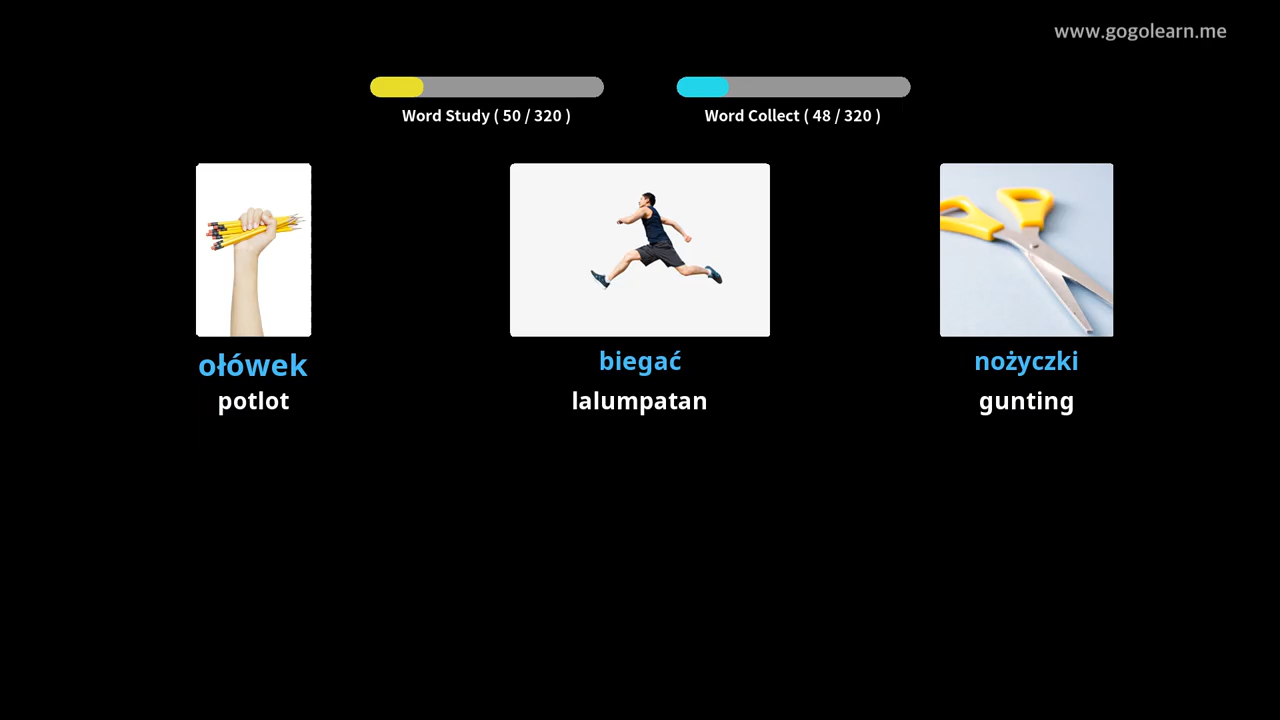 www.gogolearn.me
Word Study ( 50 / 320 )
Word Collect ( 48 / 320 )
ołówek
potlot
biegać
lalumpatan
nożyczki
gunting